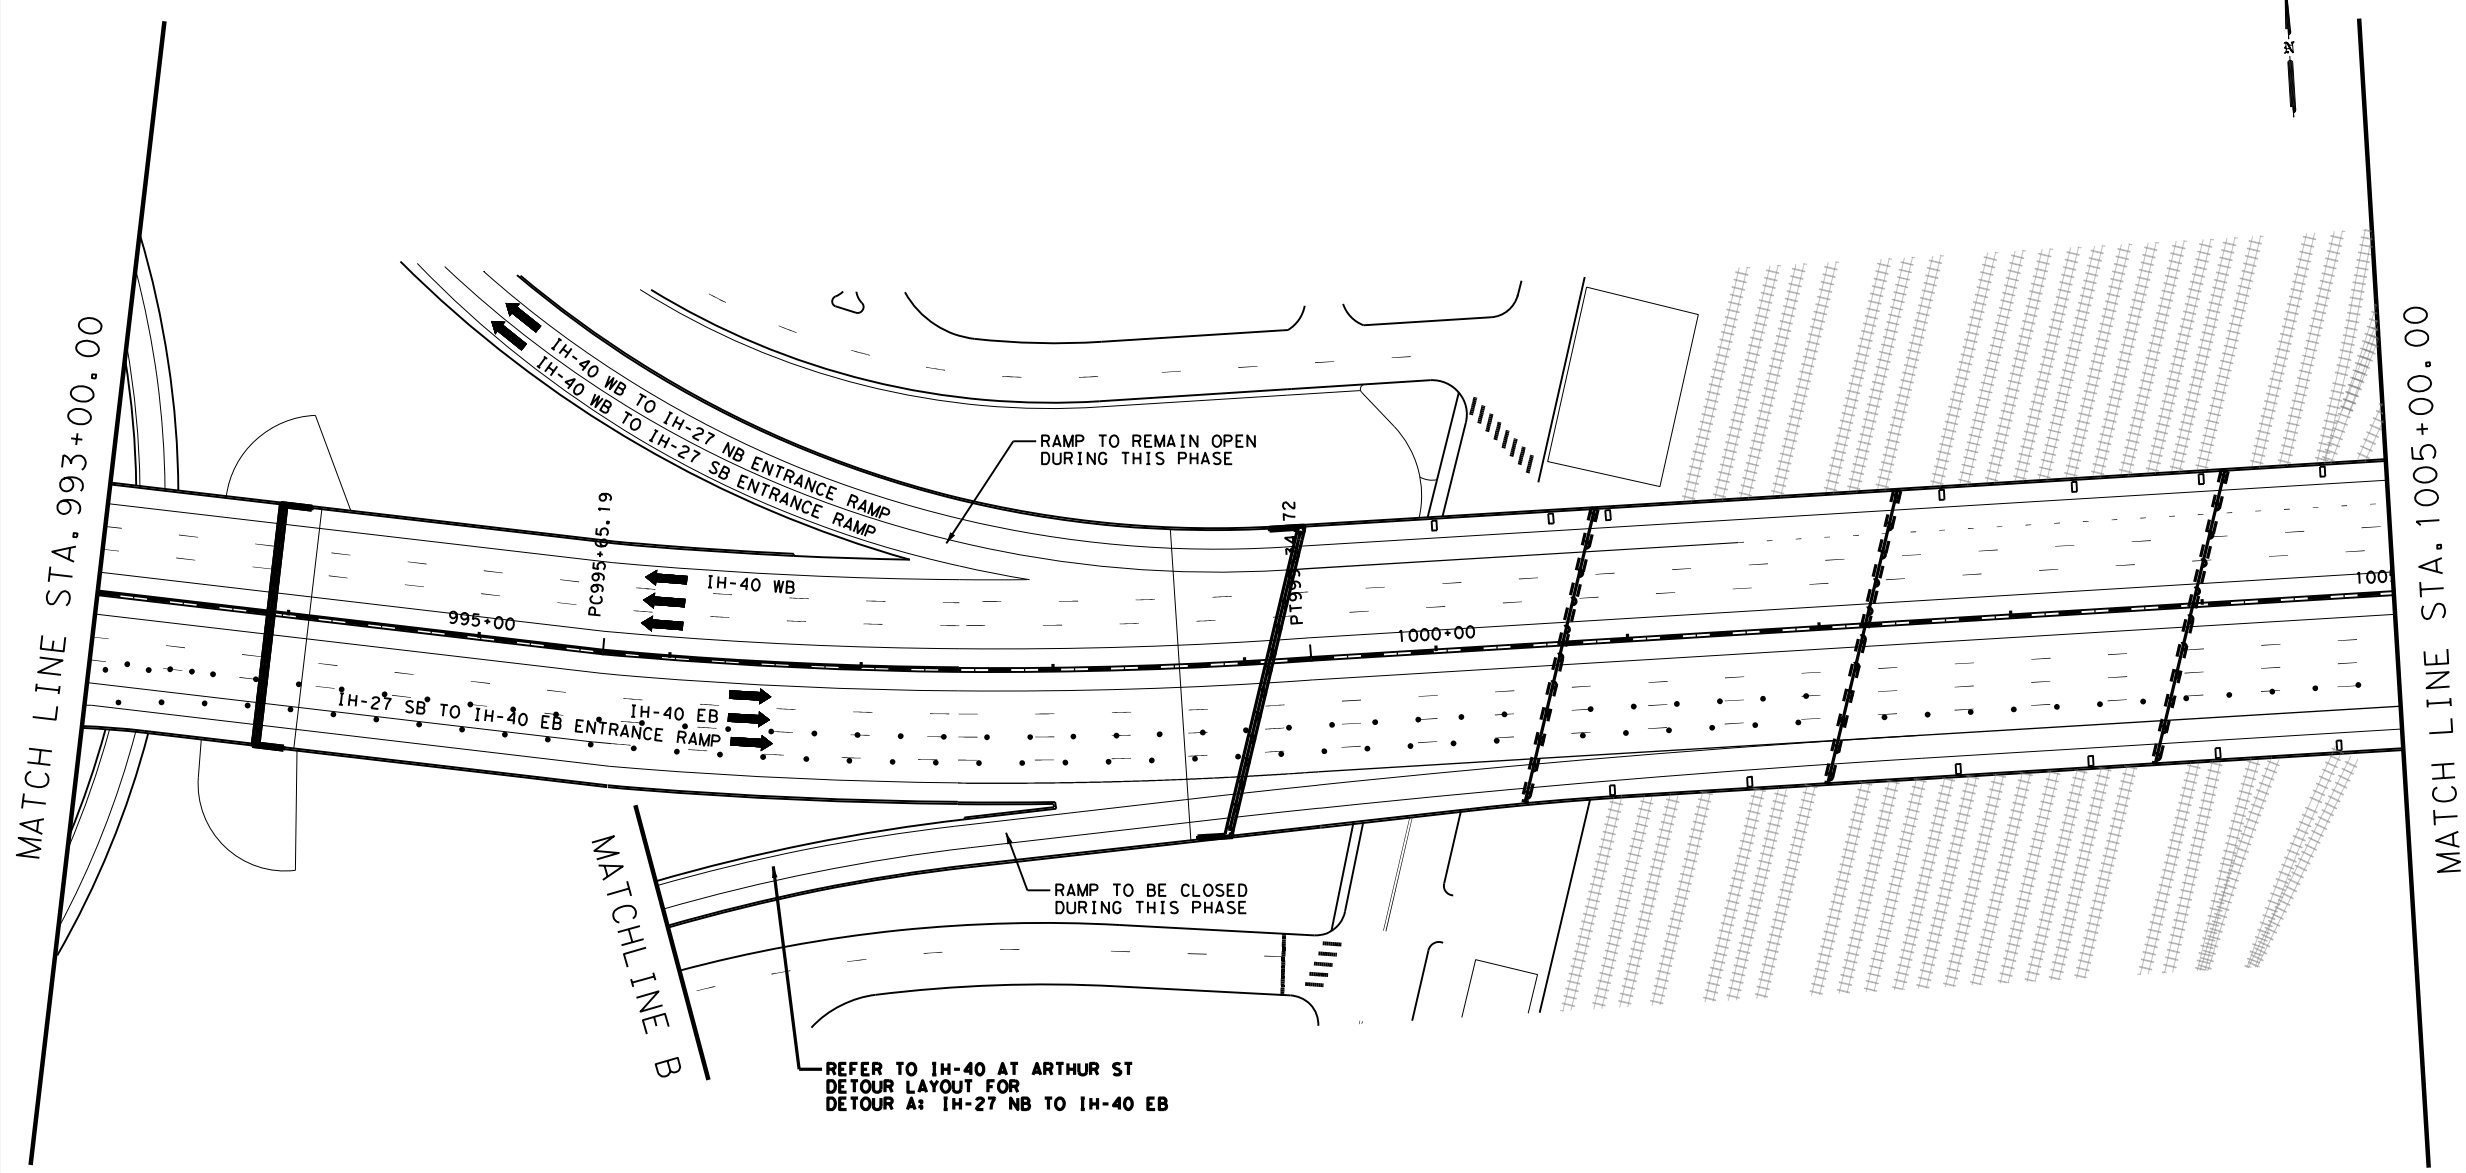 N
MATCH LINE STA. 993+00.00
MATCH LINE STA. 1005+00.00
IH-40 WB TO IH-27 NB ENTRANCE RAMP
IH-40 WB TO IH-27 SB ENTRANCE RAMP
RAMP TO REMAIN OPEN
DURING THIS PHASE
PC995+65.19
IH-40 WB
995+00
1000+00
100
IH-27 SB TO IH-40 EB ENTRANCE RAMP
IH-40 EB
RAMP TO BE CLOSED
DURING THIS PHASE
MATCHLINE B
REFER TO IH-40 AT ARTHUR ST
DETOUR LAYOUT FOR
DETOUR A: IH-27 NB TO IH-40 EB